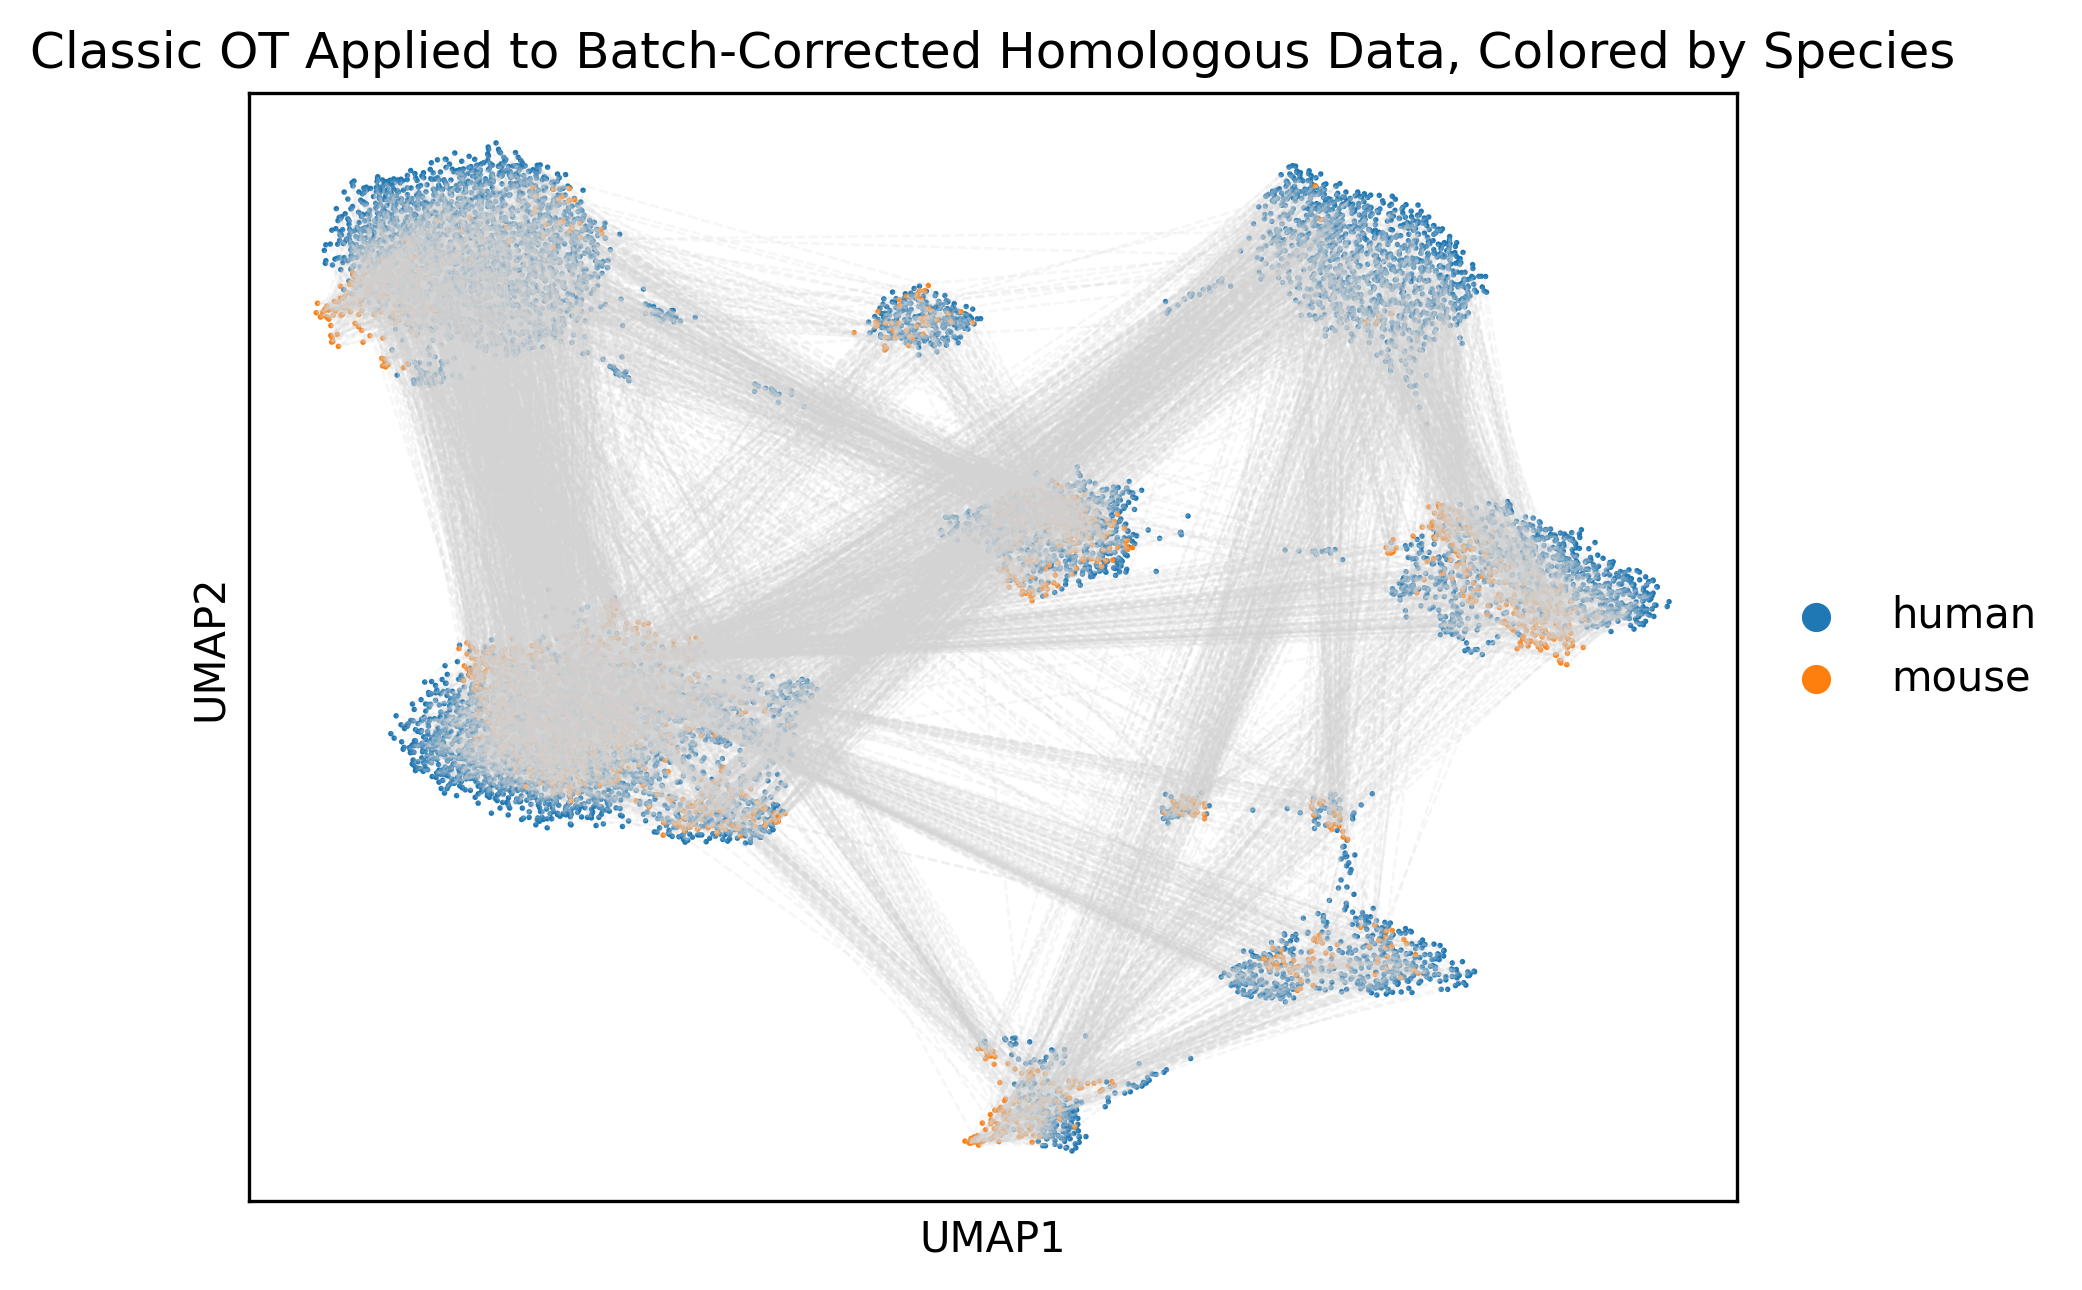 Classic OT Applied to Batch-Corrected Homologous Data, Colored by Species
UMAP2
human
mouse
UMAP1